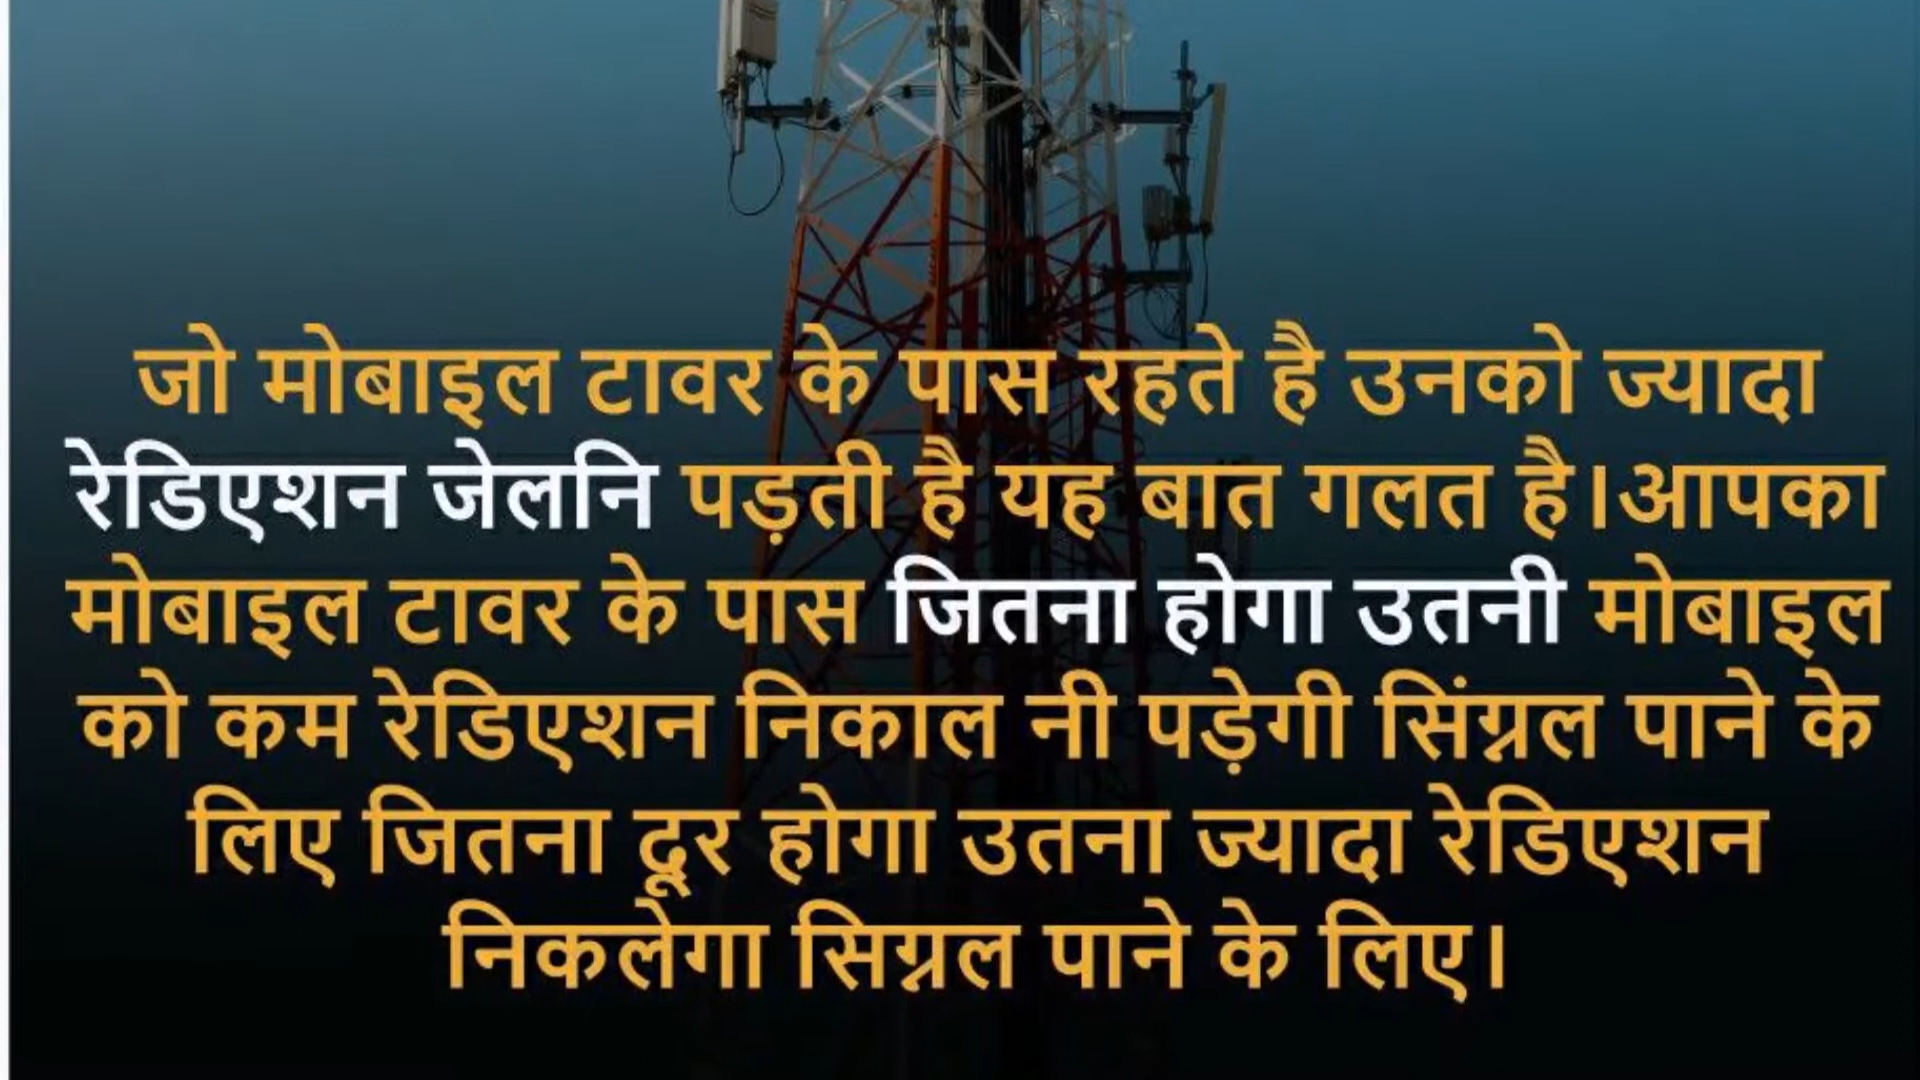 जो मोबाइल टावर के पास रहते है उनको ज्यादा
रेडिएशन जेलनि पड़ती है यह बात गलत है।आपका
मोबाइल टावर के पास जितना होगा उतनी मोबाइल
को कम रेडिएशन निकाल नी पड़ेगी सिंग्नल पाने के
लिए जितना दूर होगा उतना ज्यादा रेडिएशन
निकलेगा सिग्नल पाने के लिए।